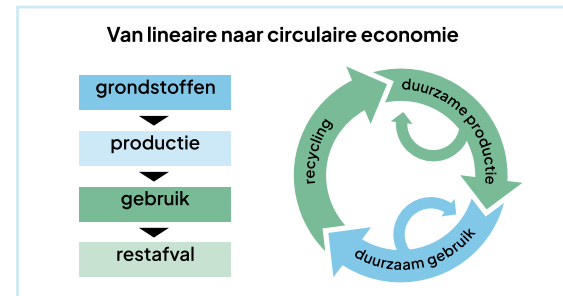 Van lineaire naar circulaire economie
grondstoffen
productie
gebruik
restafval
recycling
duurzame productie
duurzaam gebruik